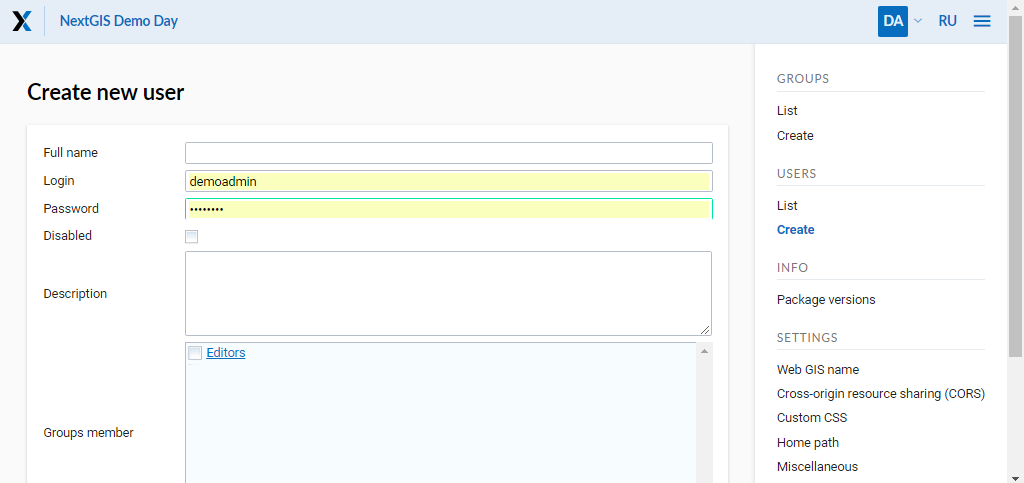 NextGIS Demo Day
DA
RU
Create new user
Full name
Login
demoadmin
Password
••••••••
Disabled
Description
Groups member
Editors
GROUPS
List
Create
USERS
List
Create
INFO
Package versions
SETTINGS
Web GIS name
Cross-origin resource sharing (CORS)
Custom CSS
Home path
Miscellaneous